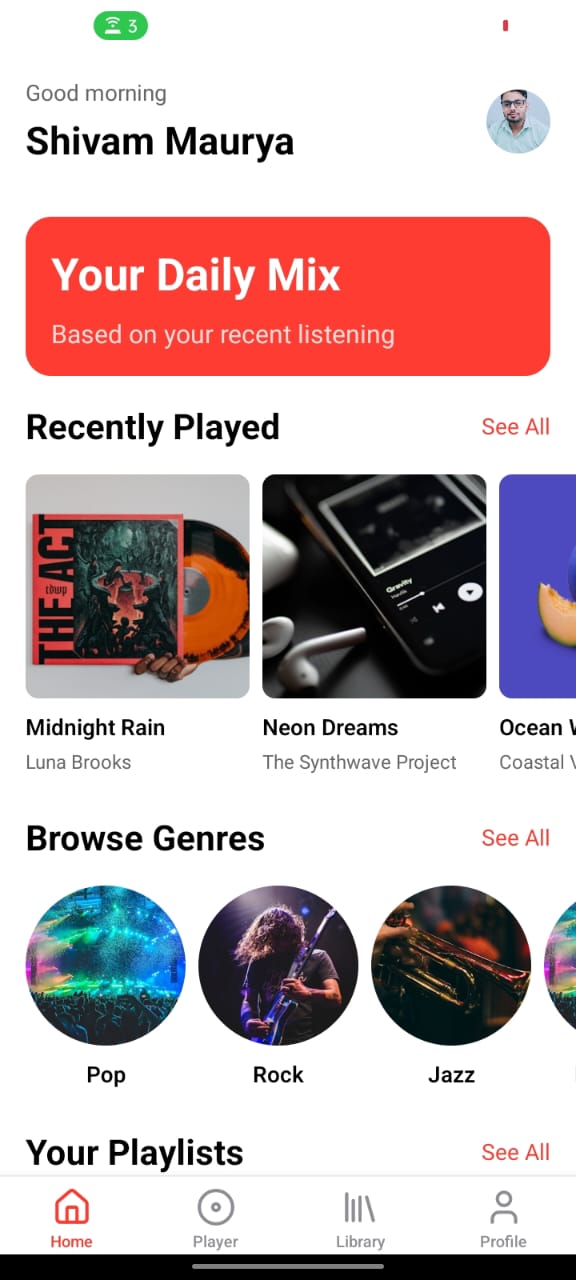 3
Good morning
Shivam Maurya
Your Daily Mix
Based on your recent listening
Recently Played
See All
THE ACT
tdwp
Gravity
Midnight Rain
Neon Dreams
Ocean
Luna Brooks
The Synthwave Project
Coastal
Browse Genres
See All
Pop
Rock
Jazz
Your Playlists
See All
Home
Player
Library
Profile